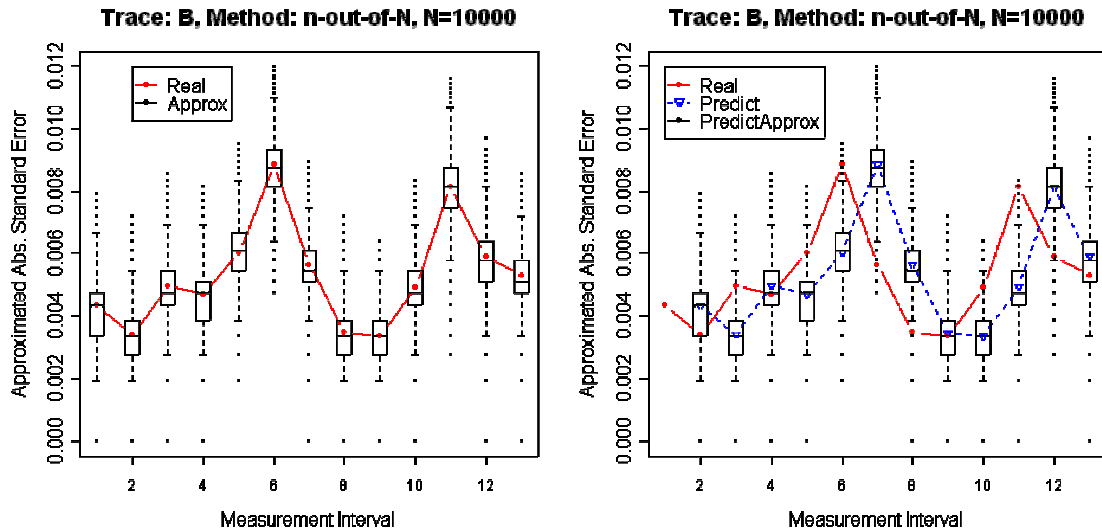 Trace: B, Method: n-out-of-N, N=10000
Approximated Abs. Standard Error
0.012
0.010
0.008
0.006
0.004
0.002
0.000
Real
Approx
2
4
6
8
10
12
Measurement Interval
Trace: B, Method: n-out-of-N, N=10000
Approximated Abs. Standard Error
0.012
0.010
0.008
0.006
0.004
0.002
0.000
Real
Predict
PredictApprox
2
4
6
8
10
12
Measurement Interval